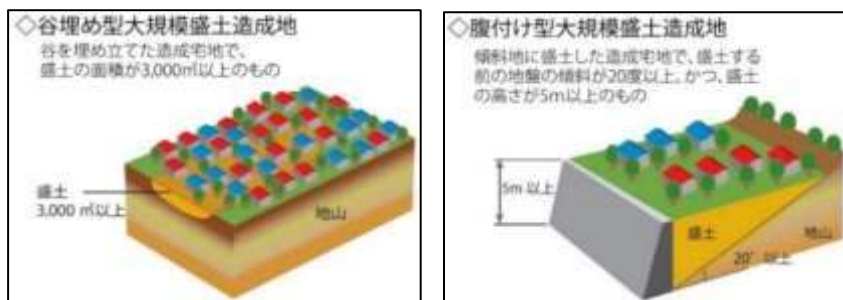 ◇谷埋め型大規模盛土造成地
谷を埋め立てた造成宅地で、
盛土の面積が3,000㎡以上のもの
盛土
3,000㎡以上
地山
◇腹付け型大規模盛土造成地
傾斜地に盛土した造成宅地で、盛土する
前の地盤の傾斜が20度以上、かつ、盛土
の高さが5m以上のもの
5m 以上
盛土
地山
20°以上